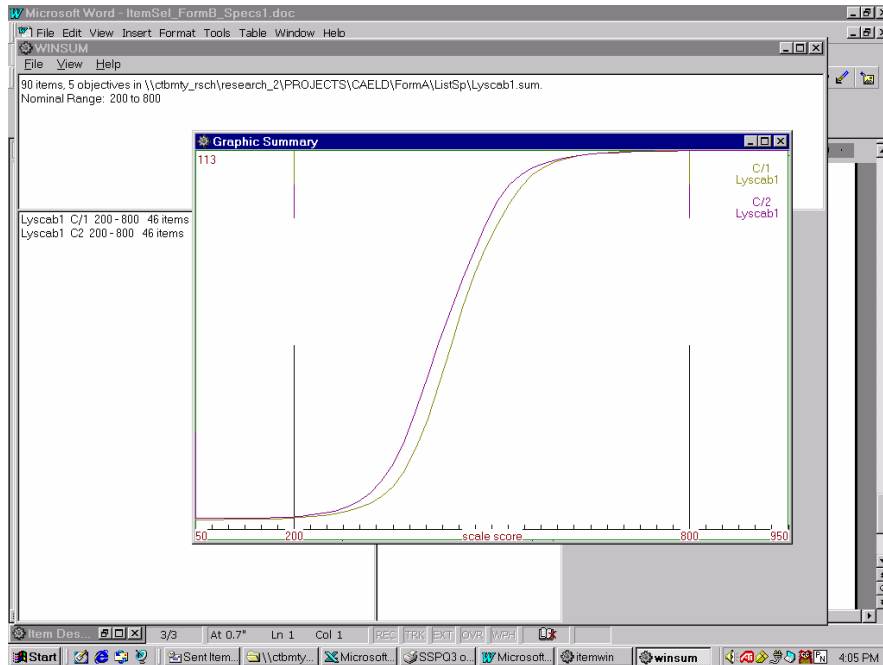 Microsoft Word - ItemSel_FormB_Specs1.doc
File Edit View Insert Format Tools Table Window Help
WINSUM
File View Help
90 items, 5 objectives in \\ctbmty_rsch\research_2\PROJECTS\CAELD\FormA\ListSp\Lyscab1.sum.
Nominal Range: 200 to 800
Graphic Summary
113
C/1
Lyscab1
C/2
Lyscab1
Lyscab1 C/1 200-800 46 items
Lyscab1 C2 200-800 46 items
50 200 scale score 800 950
Item Des... 3/3 At 0.7" Ln 1 Col 1 REC TRK EXT OVR WPH
Start Sent Item... \\ctbmty... Microsoft... SSPQ3 o... Microsoft... itemwin winsum 4:05 PM